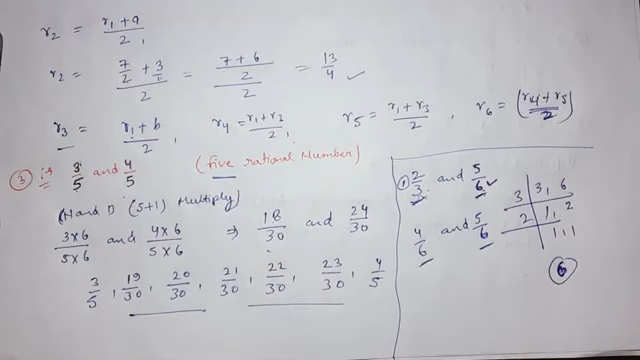 r₂ = (r₁ + a)/2,
r₂ = (7/2 + 3/1)/2 = ((7 + 6)/2)/2 = 13/4 ✓
r₃ = (r₁ + b)/2, r₄ = (r₁ + r₃)/2, r₅ = (r₁ + r₃)/2, r₆ = ((r₄ + r₅)/2)
③ 3/5 and 4/5 (five rational Number)
(N and D (5+1) Multiply)
(3×6)/(5×6) and (4×6)/(5×6) ⇒ 18/30 and 24/30
3/5, 19/30, 20/30, 21/30, 22/30, 23/30, 4/5
① 2/3 and 5/6 ✓
4/6 and 5/6
3 | 3, 6
2 | 1, 2
1, 1
⑥